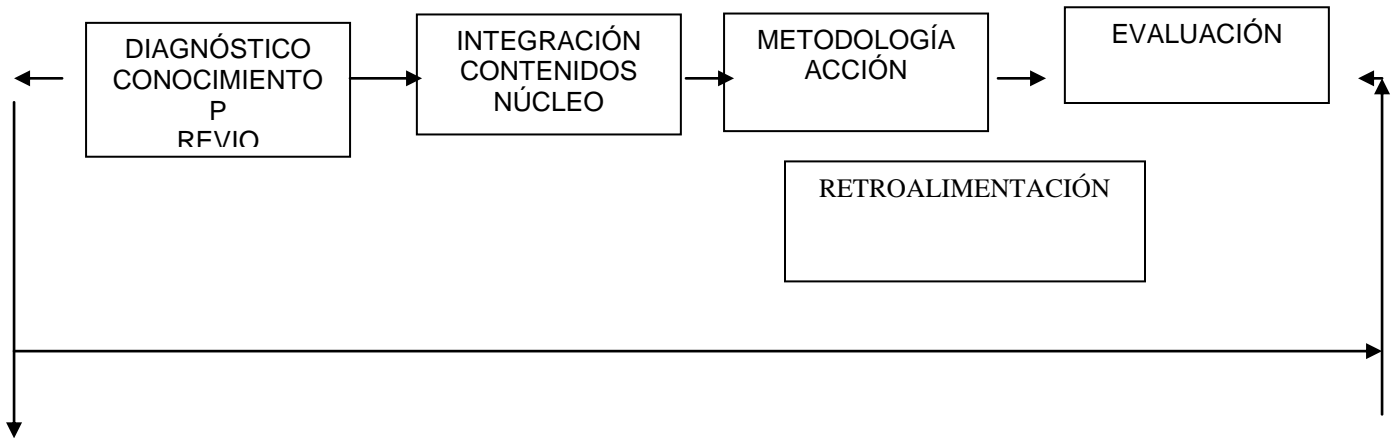 DIAGNÓSTICO
CONOCIMIENTO
P
REVIO
INTEGRACIÓN
CONTENIDOS
NÚCLEO
METODOLOGÍA
ACCIÓN
EVALUACIÓN
RETROALIMENTACIÓN